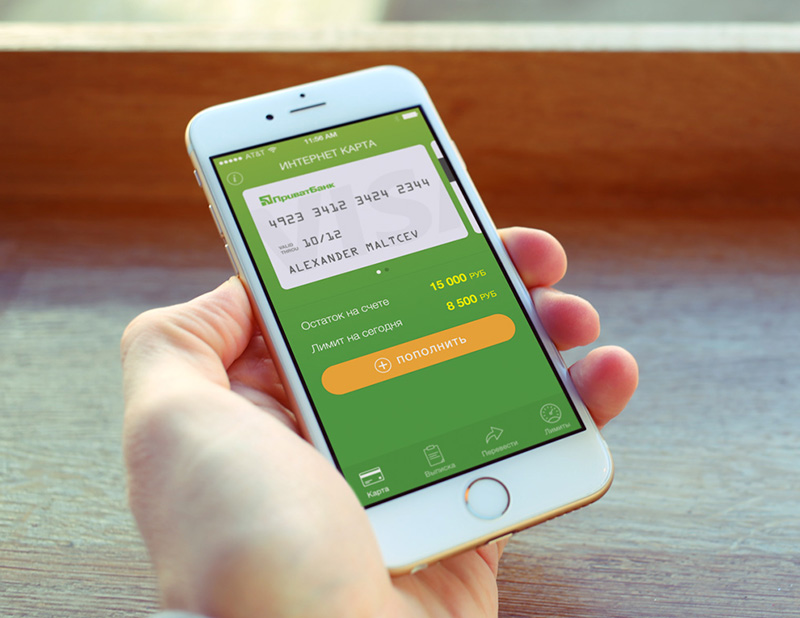 AT&T 11:56 AM
ИНТЕРНЕТ КАРТА
ПриватБанк
VISA
4923 3412 3424 2344
VALID THRU 10/12
ALEXANDER MALTCEV
Остаток на счете 15 000 РУБ
Лимит на сегодня 8 500 РУБ
ПОПОЛНИТЬ
Карта Выписка Перевести Лимиты